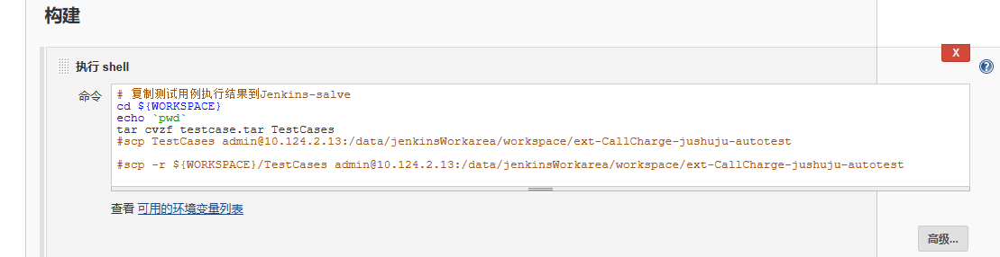 构建
X
执行 shell
命令
# 复制测试用例执行结果到Jenkins-salve
cd ${WORKSPACE}
echo `pwd`
tar cvzf testcase.tar TestCases
#scp TestCases admin@10.124.2.13:/data/jenkinsWorkarea/workspace/ext-CallCharge-jushuju-autotest
#scp -r ${WORKSPACE}/TestCases admin@10.124.2.13:/data/jenkinsWorkarea/workspace/ext-CallCharge-jushuju-autotest
查看 可用的环境变量列表
高级...